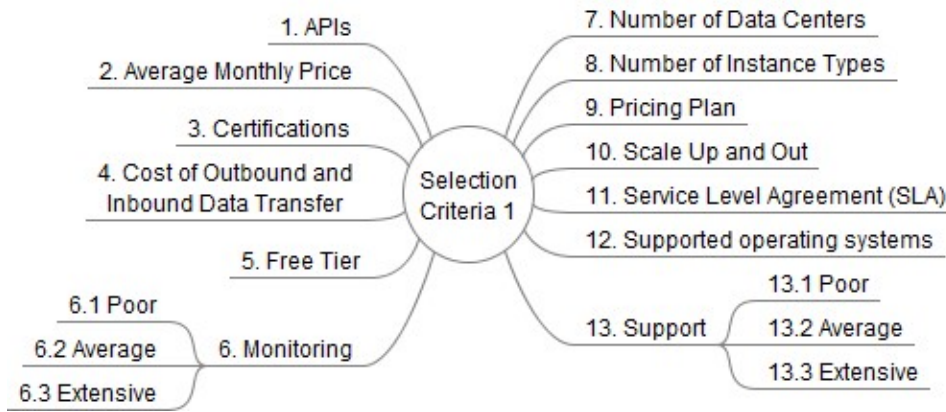 1. APIs
2. Average Monthly Price
3. Certifications
4. Cost of Outbound and
Inbound Data Transfer
5. Free Tier
6. Monitoring
6.1 Poor
6.2 Average
6.3 Extensive
Selection
Criteria 1
7. Number of Data Centers
8. Number of Instance Types
9. Pricing Plan
10. Scale Up and Out
11. Service Level Agreement (SLA)
12. Supported operating systems
13. Support
13.1 Poor
13.2 Average
13.3 Extensive